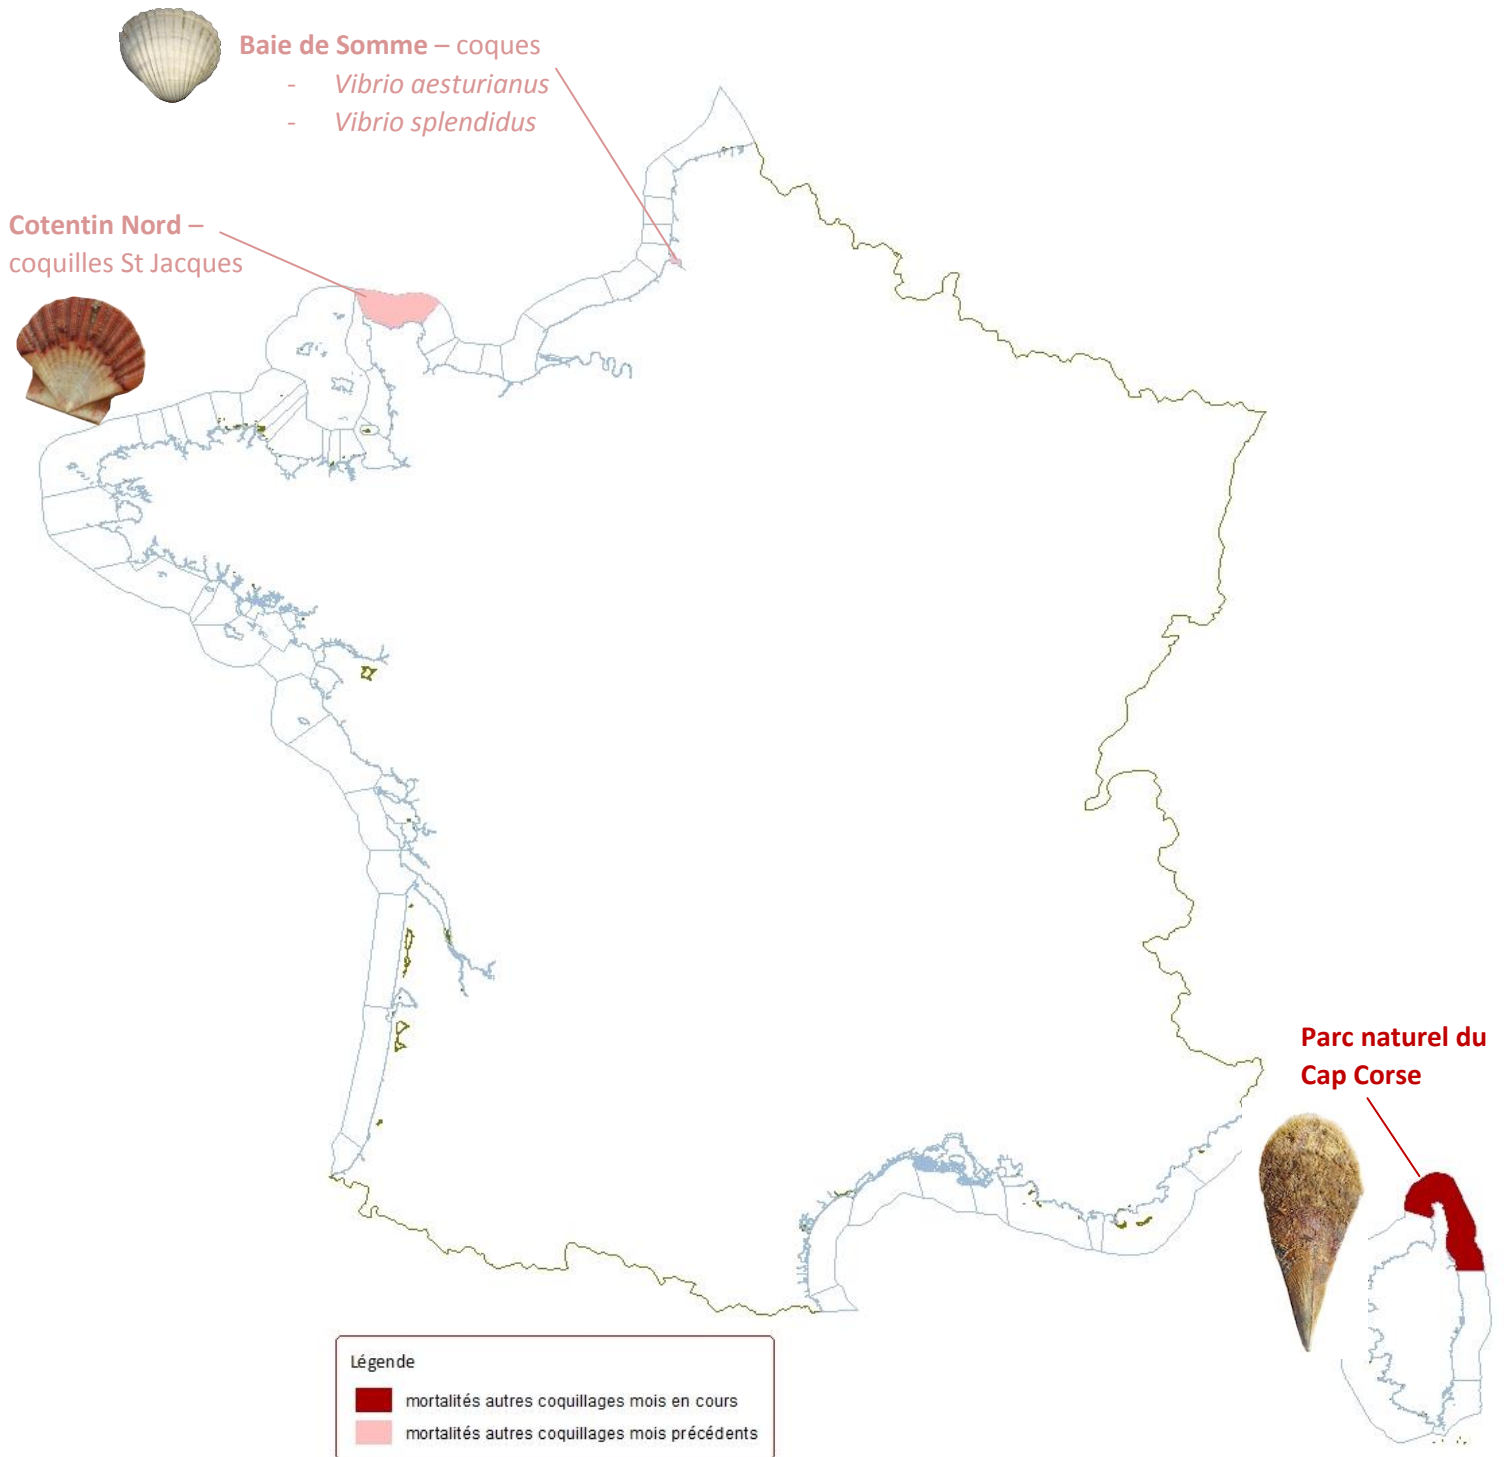 Baie de Somme – coques
- Vibrio aesturianus
- Vibrio splendidus
Cotentin Nord –
coquilles St Jacques
Parc naturel du
Cap Corse
Légende
mortalités autres coquillages mois en cours
mortalités autres coquillages mois précédents